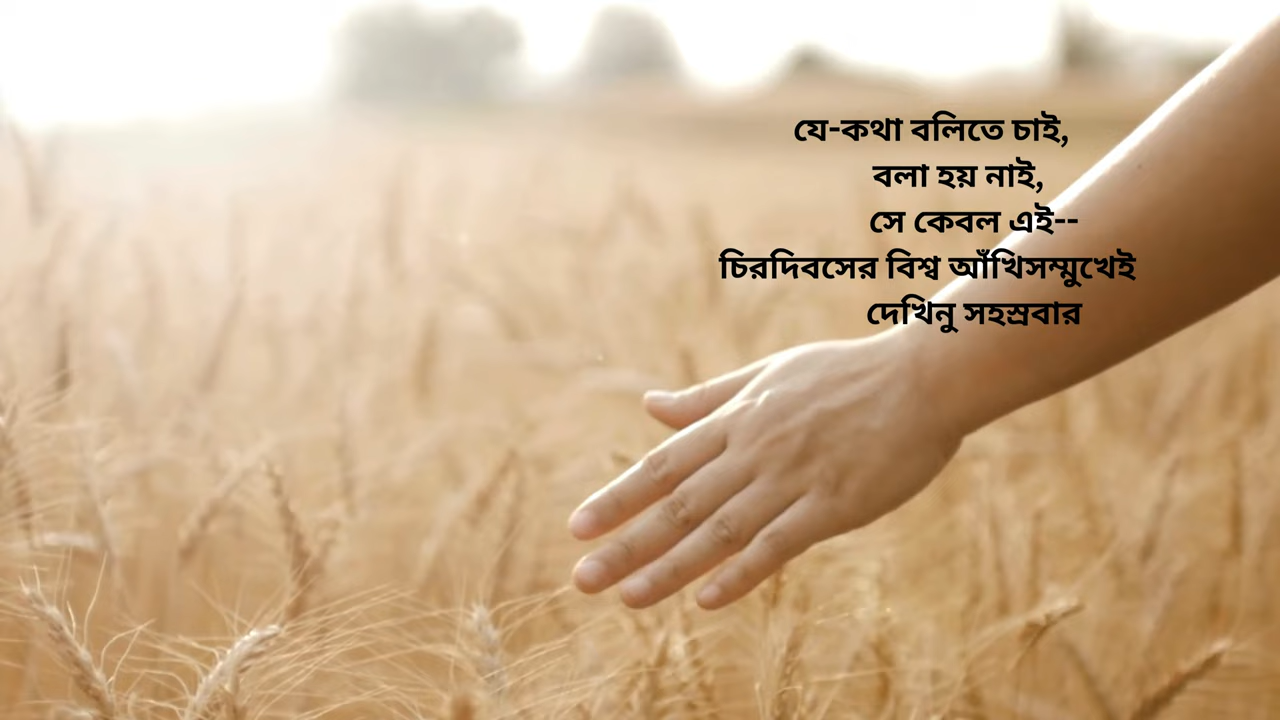 যে-কথা বলিতে চাই,
বলা হয় নাই,
সে কেবল এই--
চিরদিবসের বিশ্ব আঁখিসম্মুখেই
দেখিনু সহস্রবার